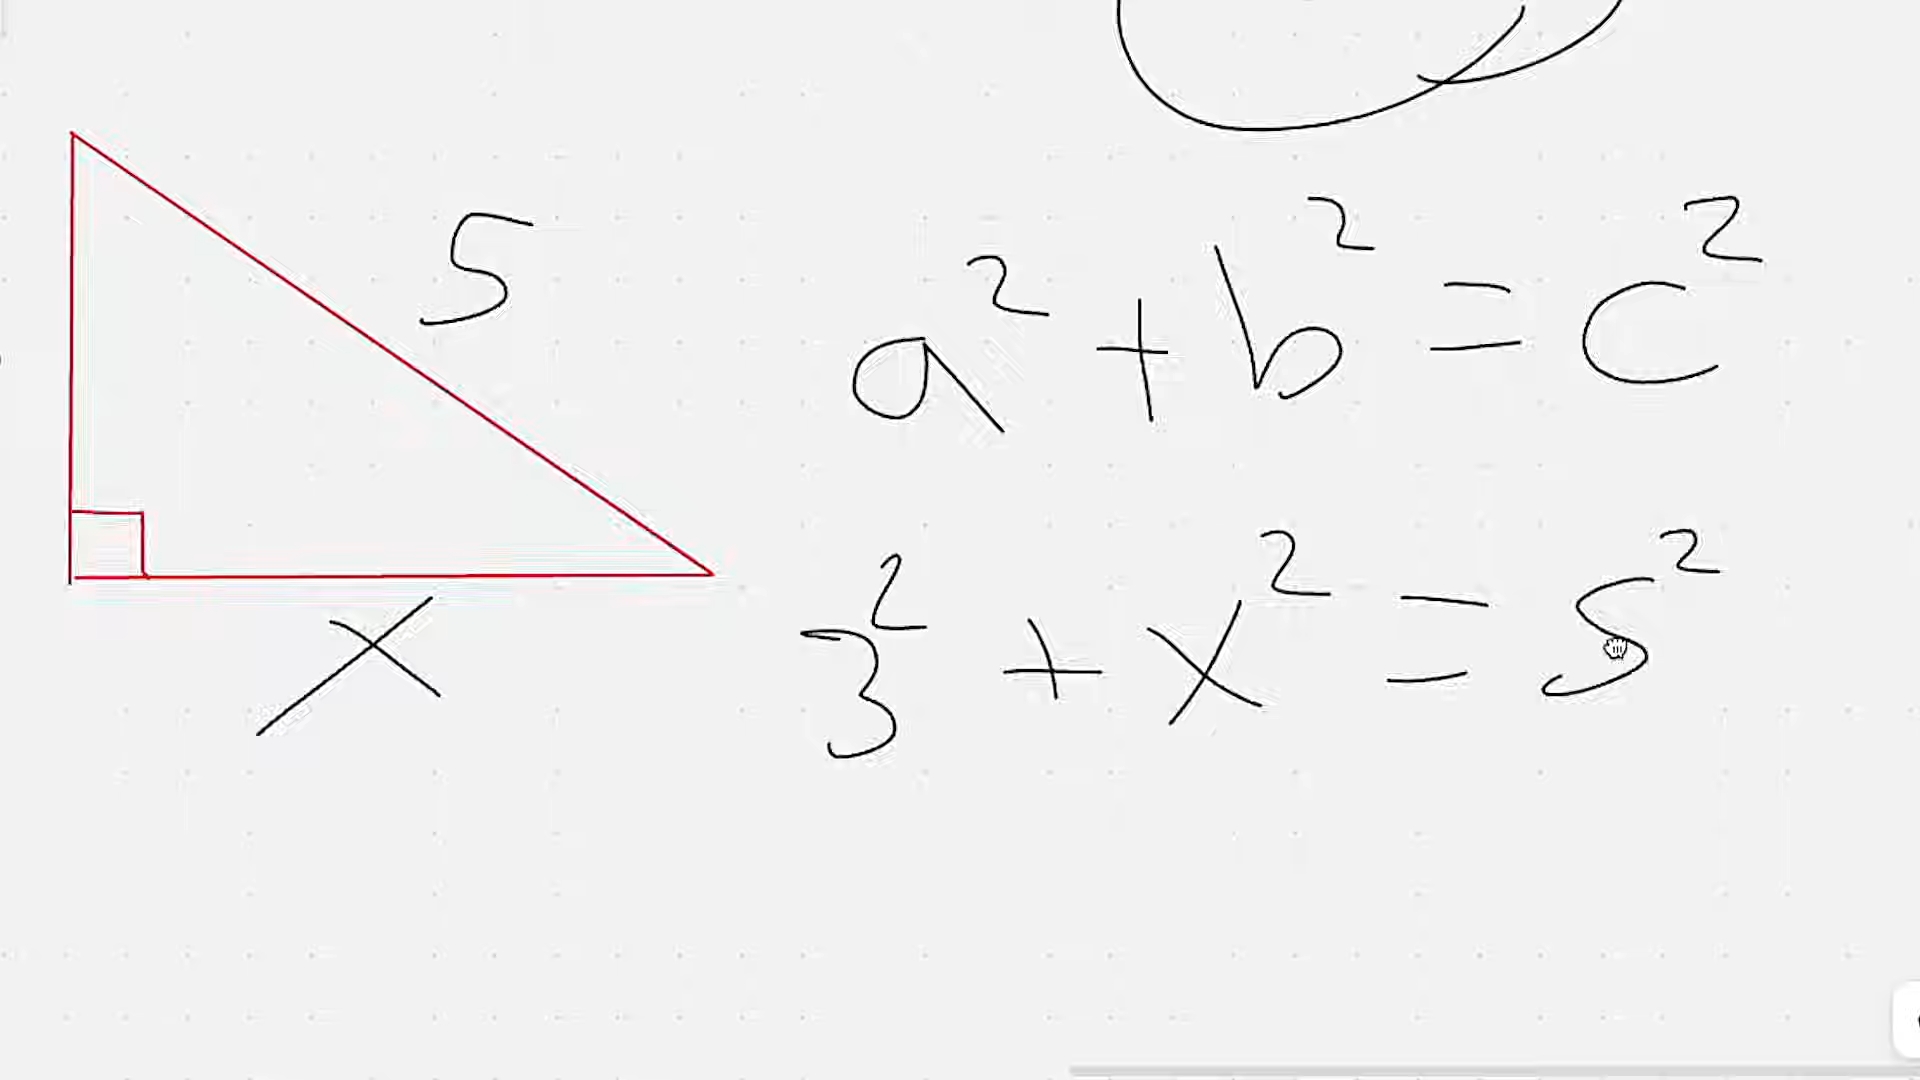 5
a² + b² = c²
3² + x² = 5²
x